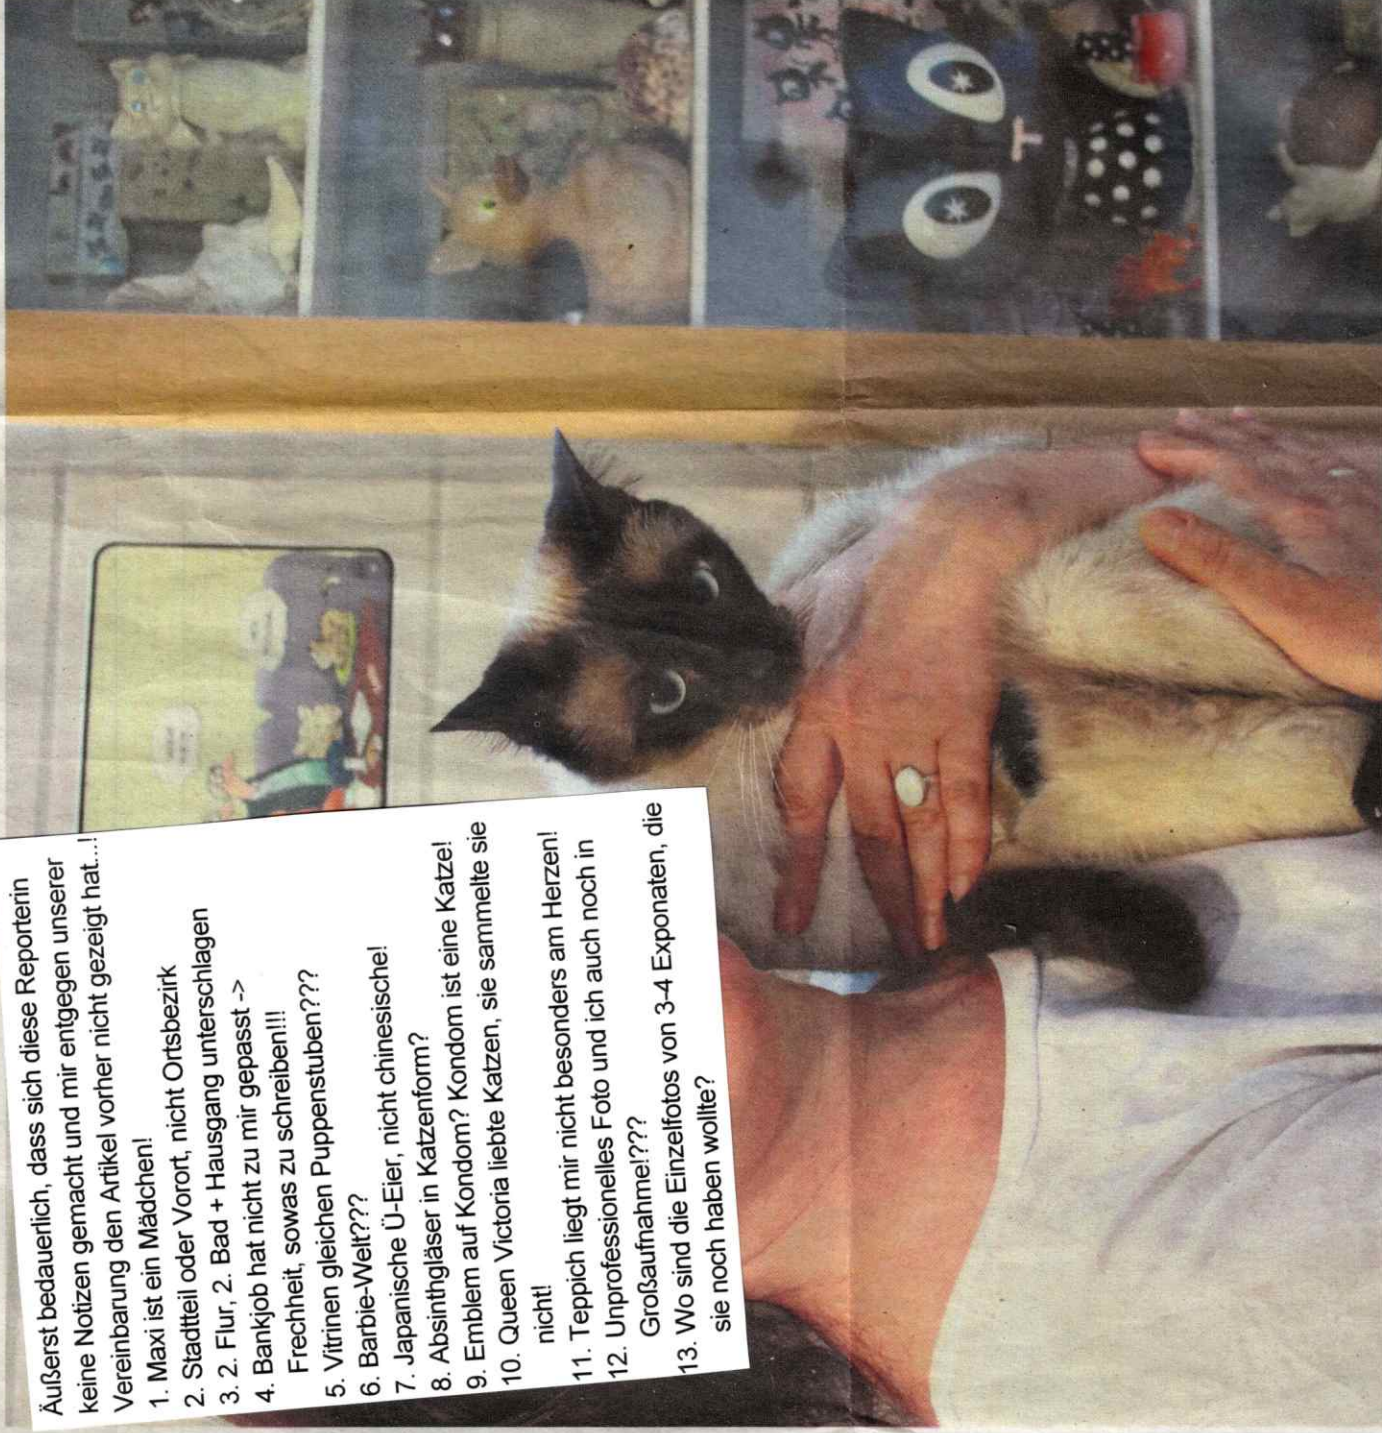 Äußerst bedauerlich, dass sich diese Reporterin
keine Notizen gemacht und mir entgegen unserer
Vereinbarung den Artikel vorher nicht gezeigt hat...!
1. Maxi ist ein Mädchen!
2. Stadtteil oder Vorort, nicht Ortsbezirk
3. 2. Flur, 2. Bad + Hausgang unterschlagen
4. Bankjob hat nicht zu mir gepasst ->
Frechheit, sowas zu schreiben!!!
5. Vitrinen gleichen Puppenstuben???
6. Barbie-Welt???
7. Japanische Ü-Eier, nicht chinesische!
8. Absinthgläser in Katzenform?
9. Emblem auf Kondom? Kondom ist eine Katze!
10. Queen Victoria liebte Katzen, sie sammelte sie
nicht!
11. Teppich liegt mir nicht besonders am Herzen!
12. Unprofessionelles Foto und ich auch noch in
Großaufnahme!???
13. Wo sind die Einzelfotos von 3-4 Exponaten, die
sie noch haben wollte?